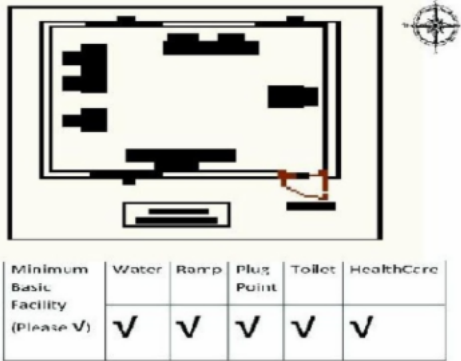 Minimum Basic Facility (Please √)
Water
Ramp
Plug Point
Toilet
HealthCare
√ √ √ √ √